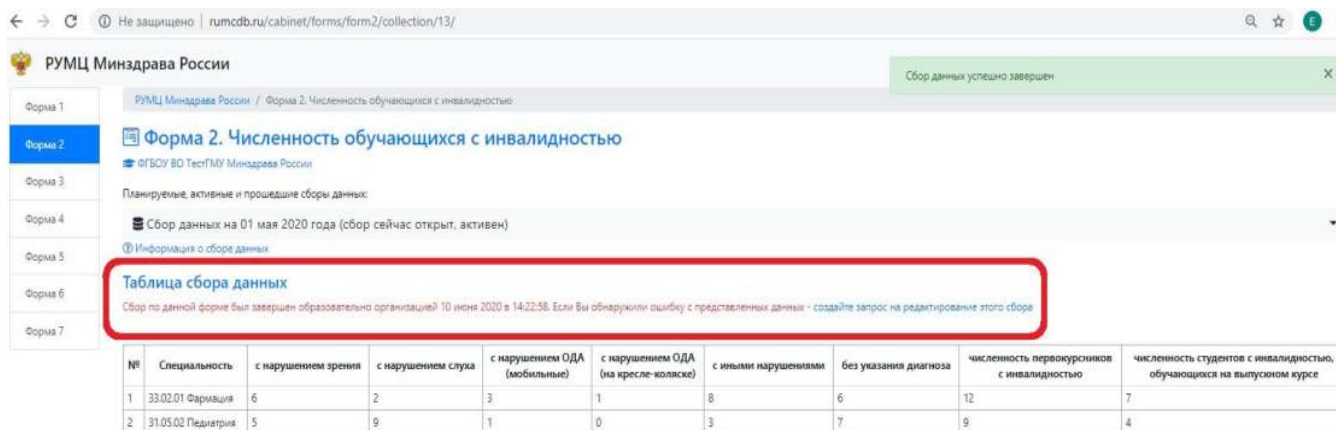 Не защищено | rumcdb.ru/cabinet/forms/form2/collection/13/
E
РУМЦ Минздрава России
Сбор данных успешно завершен
×
Форма 1
Форма 2
Форма 3
Форма 4
Форма 5
Форма 6
Форма 7
РУМЦ Минздрава России / Форма 2. Численность обучающихся с инвалидностью
Форма 2. Численность обучающихся с инвалидностью
ФГБОУ ВО ТестГМУ Минздрава России
Планируемые, активные и прошедшие сборы данных:
Сбор данных на 01 мая 2020 года (сбор сейчас открыт, активен)
Информация о сборе данных
Таблица сбора данных
Сбор по данной форме был завершен образовательно организацией 10 июня 2020 в 14:22:58. Если Вы обнаружили ошибку с представленных данных - создайте запрос на редактирование этого сбора
№ Специальность с нарушением зрения с нарушением слуха с нарушением ОДА (мобильные) с нарушением ОДА (на кресле-коляске) с иными нарушениями без указания диагноза численность первокурсников с инвалидностью численность студентов с инвалидностью, обучающихся на выпускном курсе
1 33.02.01 Фармация 6 2 3 1 8 6 12 7
2 31.05.02 Педиатрия 5 9 1 0 3 7 9 4